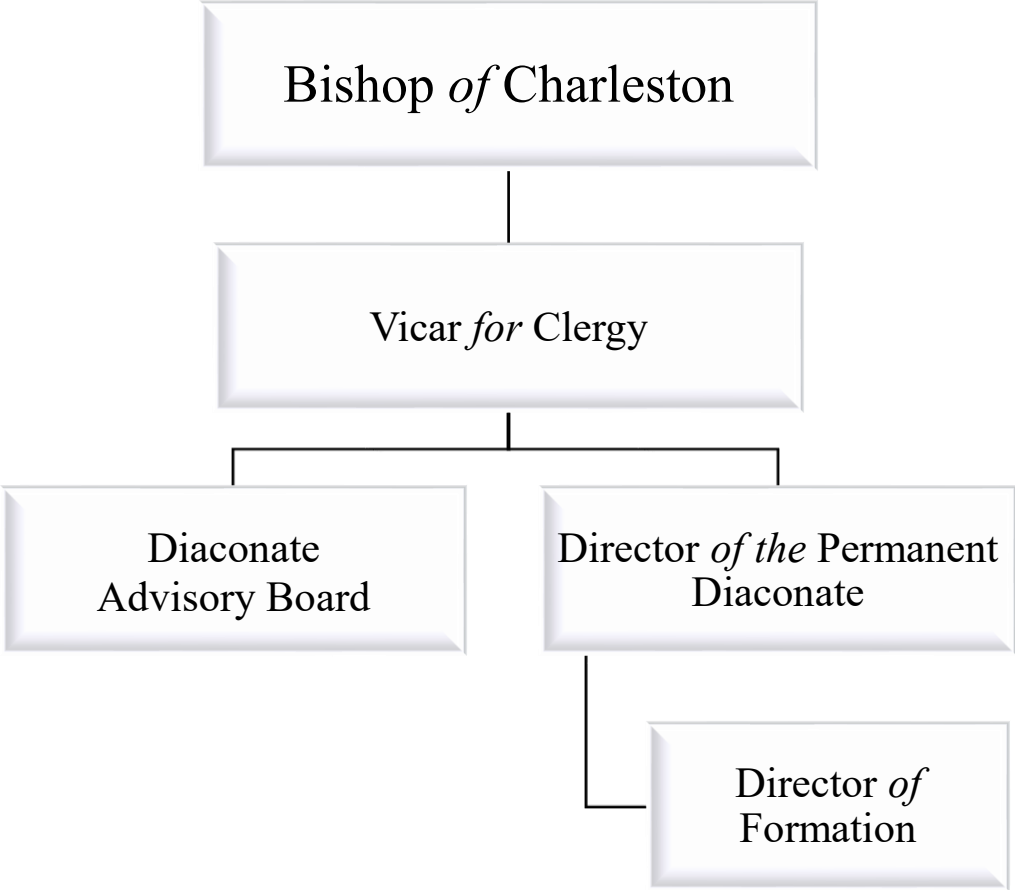 Bishop of Charleston
Vicar for Clergy
Diaconate
Advisory Board
Director of the Permanent
Diaconate
Director of
Formation